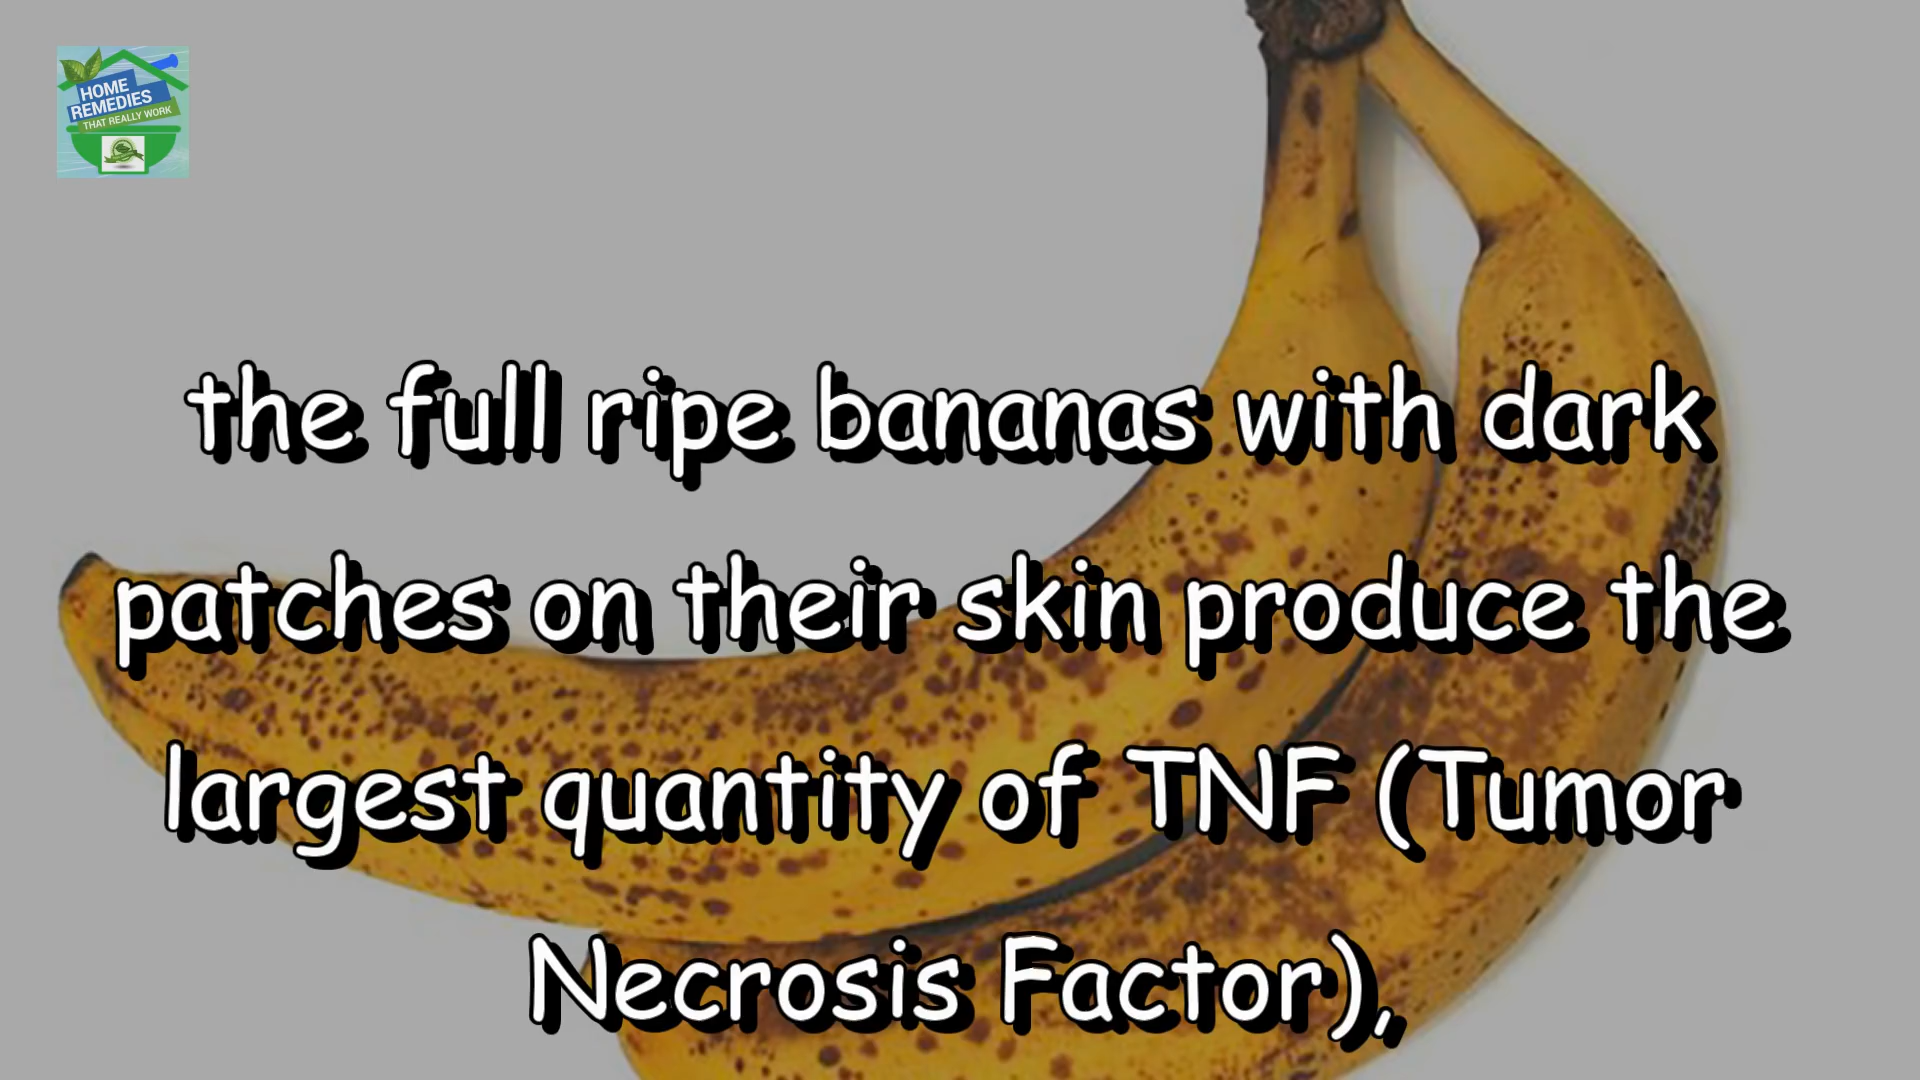 HOME
REMEDIES
THAT REALLY WORK
the full ripe bananas with dark
patches on their skin produce the
largest quantity of TNF (Tumor
Necrosis Factor),